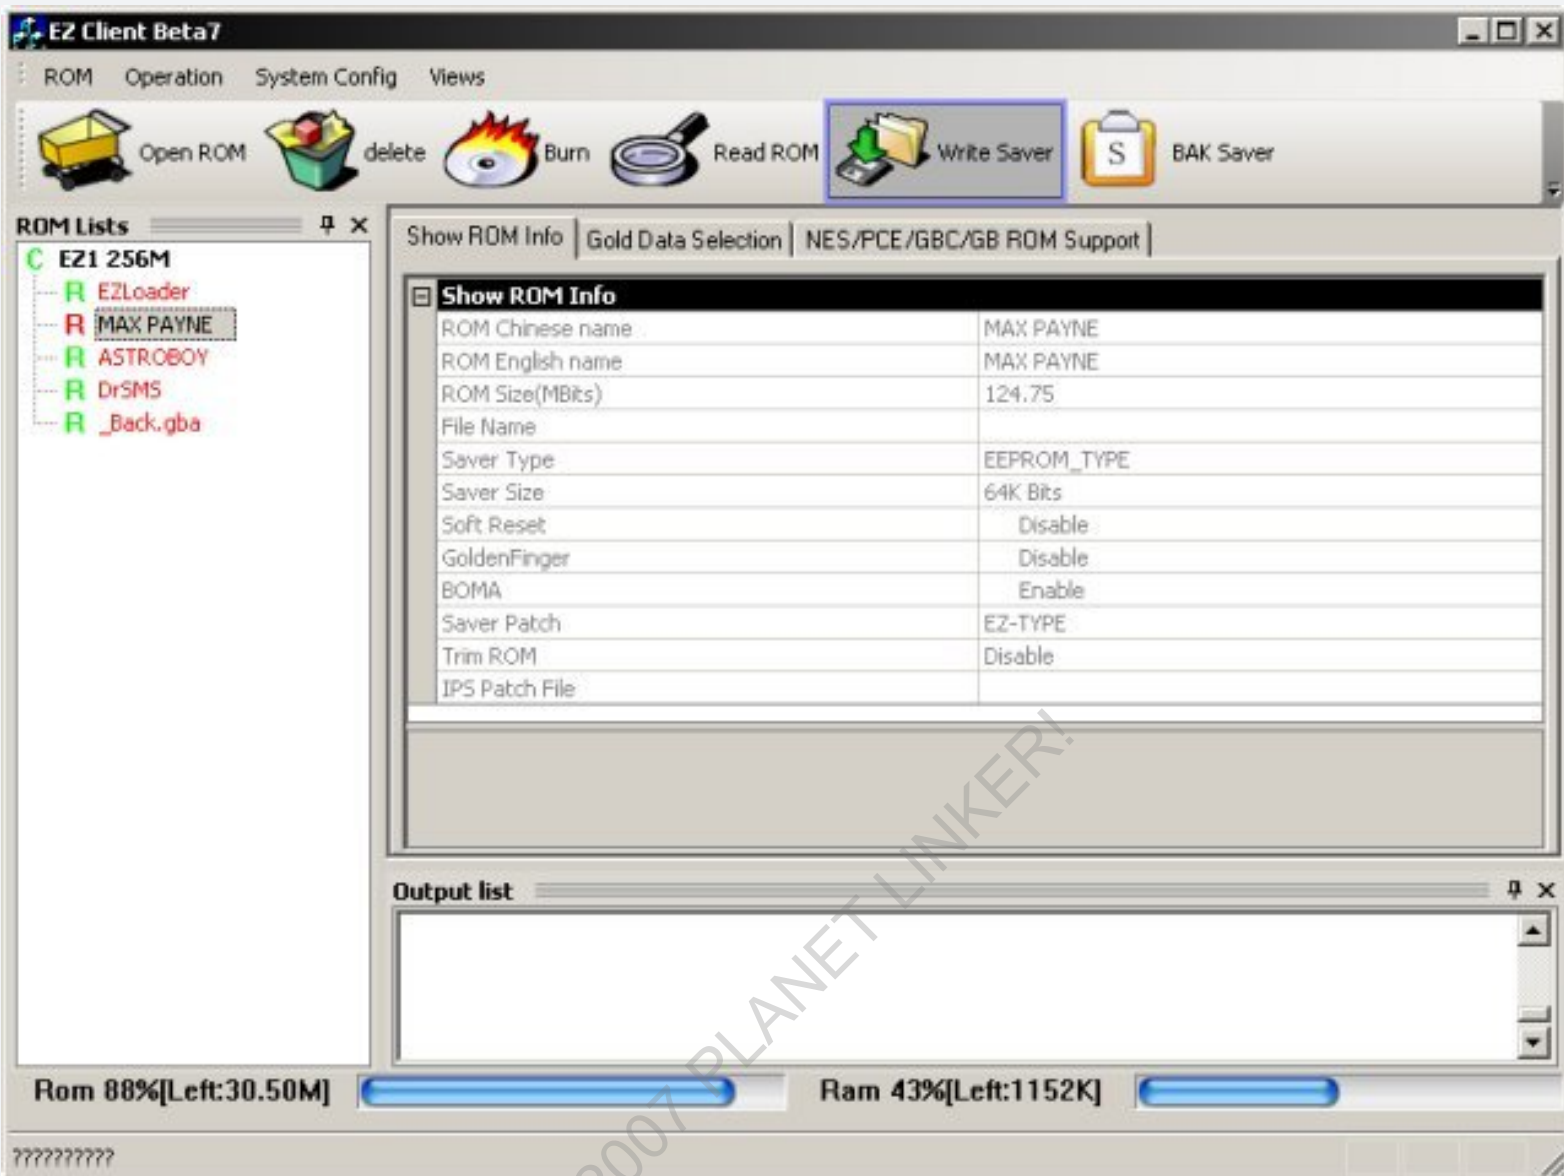 EZ Client Beta7
ROM Operation System Config Views
Open ROM delete Burn Read ROM Write Saver S BAK Saver
ROM Lists
C EZ1 256M
R EZLoader
R MAX PAYNE
R ASTROBOY
R DrSMS
R _Back.gba
Show ROM Info Gold Data Selection NES/PCE/GBC/GB ROM Support
Show ROM Info
ROM Chinese name MAX PAYNE
ROM English name MAX PAYNE
ROM Size(MBits) 124.75
File Name
Saver Type EEPROM_TYPE
Saver Size 64K Bits
Soft Reset Disable
GoldenFinger Disable
BOMA Enable
Saver Patch EZ-TYPE
Trim ROM Disable
IPS Patch File
Output list
Rom 88%[Left:30.50M] Ram 43%[Left:1152K]
??????????
2007 PLANET LINKER!